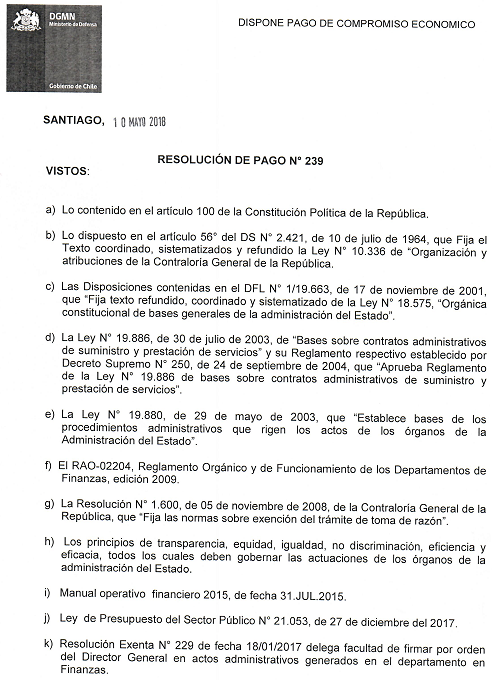 DGMN
Ministerio de Defensa
Gobierno de Chile
DISPONE PAGO DE COMPROMISO ECONOMICO
SANTIAGO, 10 MAYO 2018
RESOLUCIÓN DE PAGO N° 239
VISTOS:
a) Lo contenido en el artículo 100 de la Constitución Política de la República.
b) Lo dispuesto en el artículo 56° del DS N° 2.421, de 10 de julio de 1964, que Fija el
Texto coordinado, sistematizados y refundido la Ley N° 10.336 de “Organización y
atribuciones de la Contraloría General de la República.
c) Las Disposiciones contenidas en el DFL N° 1/19.663, de 17 de noviembre de 2001,
que “Fija texto refundido, coordinado y sistematizado de la Ley N° 18.575, “Orgánica
constitucional de bases generales de la administración del Estado”.
d) La Ley N° 19.886, de 30 de julio de 2003, de “Bases sobre contratos administrativos
de suministro y prestación de servicios” y su Reglamento respectivo establecido por
Decreto Supremo N° 250, de 24 de septiembre de 2004, que “Aprueba Reglamento
de la Ley N° 19.886 de bases sobre contratos administrativos de suministro y
prestación de servicios”.
e) La Ley N° 19.880, de 29 de mayo de 2003, que “Establece bases de los
procedimientos administrativos que rigen los actos de los órganos de la
Administración del Estado”.
f) El RAO-02204, Reglamento Orgánico y de Funcionamiento de los Departamentos de
Finanzas, edición 2009.
g) La Resolución N° 1.600, de 05 de noviembre de 2008, de la Contraloría General de la
República, que “Fija las normas sobre exención del trámite de toma de razón”.
h) Los principios de transparencia, equidad, igualdad, no discriminación, eficiencia y
eficacia, todos los cuales deben gobernar las actuaciones de los órganos de la
administración del Estado.
i) Manual operativo financiero 2015, de fecha 31.JUL.2015.
j) Ley de Presupuesto del Sector Público N° 21.053, de 27 de diciembre del 2017.
k) Resolución Exenta N° 229 de fecha 18/01/2017 delega facultad de firmar por orden
del Director General en actos administrativos generados en el departamento en
Finanzas.